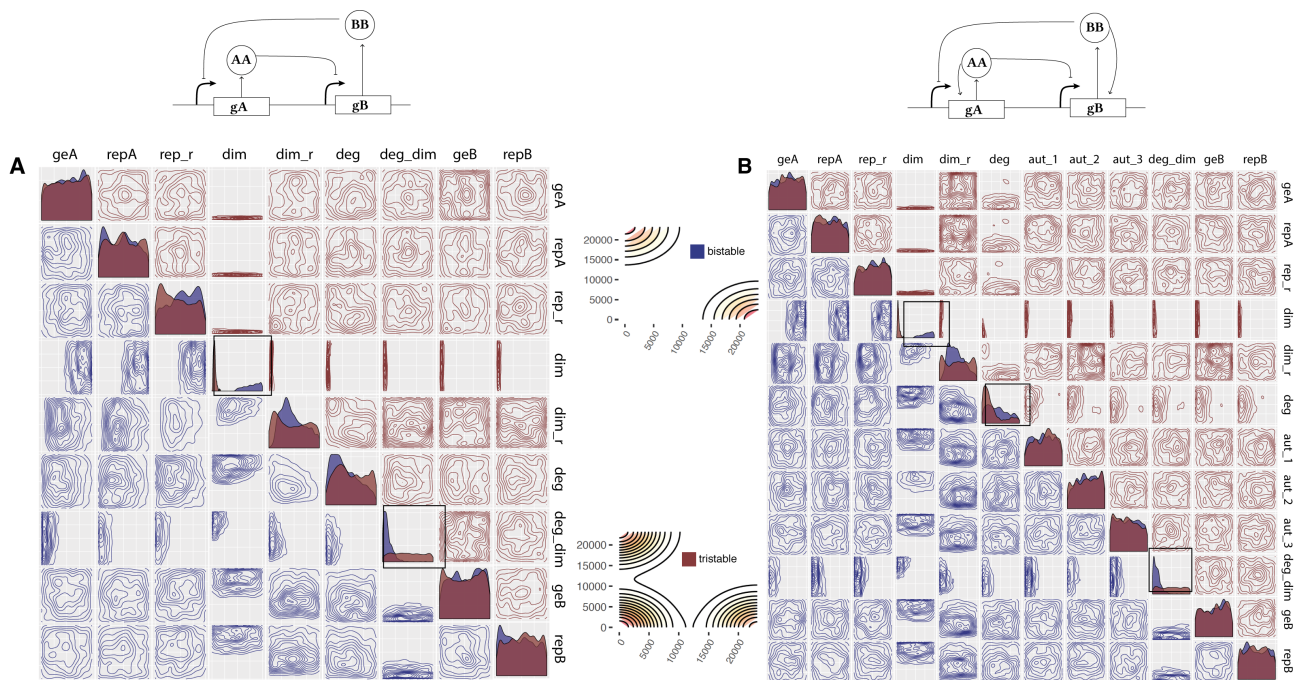 BB
AA
gA
gB
BB
AA
gA
gB
A
geA repA rep_r dim dim_r deg deg_dim geB repB
geA
repA
rep_r
dim
dim_r
deg
deg_dim
geB
repB
20000
15000
10000
5000
0
0 5000 10000 15000 20000
bistable
20000
15000
10000
5000
0
0 5000 10000 15000 20000
tristable
B
geA repA rep_r dim dim_r deg aut_1 aut_2 aut_3 deg_dim geB repB
geA
repA
rep_r
dim
dim_r
deg
aut_1
aut_2
aut_3
deg_dim
geB
repB